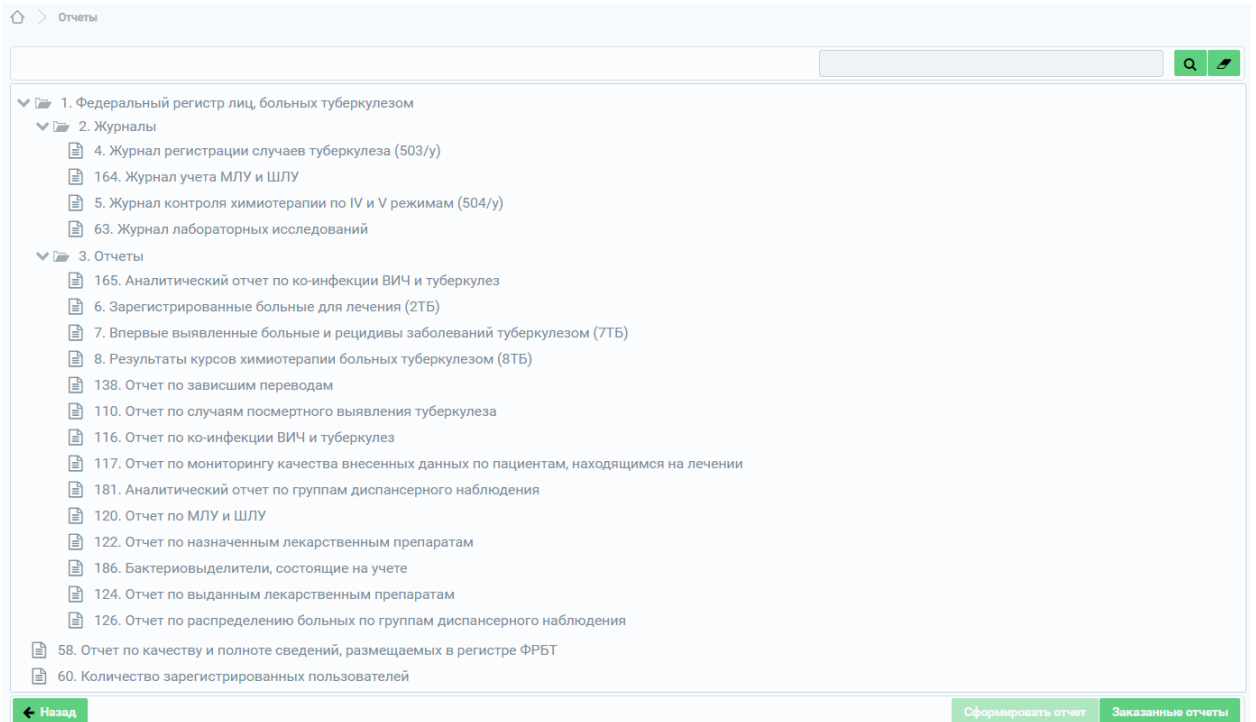 Отчеты
1. Федеральный регистр лиц, больных туберкулезом
2. Журналы
4. Журнал регистрации случаев туберкулеза (503/у)
164. Журнал учета МЛУ и ШЛУ
5. Журнал контроля химиотерапии по IV и V режимам (504/у)
63. Журнал лабораторных исследований
3. Отчеты
165. Аналитический отчет по ко-инфекции ВИЧ и туберкулез
6. Зарегистрированные больные для лечения (2ТБ)
7. Впервые выявленные больные и рецидивы заболеваний туберкулезом (7ТБ)
8. Результаты курсов химиотерапии больных туберкулезом (8ТБ)
138. Отчет по зависшим переводам
110. Отчет по случаям посмертного выявления туберкулеза
116. Отчет по ко-инфекции ВИЧ и туберкулез
117. Отчет по мониторингу качества внесенных данных по пациентам, находящимся на лечении
181. Аналитический отчет по группам диспансерного наблюдения
120. Отчет по МЛУ и ШЛУ
122. Отчет по назначенным лекарственным препаратам
186. Бактериовыделители, состоящие на учете
124. Отчет по выданным лекарственным препаратам
126. Отчет по распределению больных по группам диспансерного наблюдения
58. Отчет по качеству и полноте сведений, размещаемых в регистре ФРБТ
60. Количество зарегистрированных пользователей
Назад Сформировать отчет Заказанные отчеты